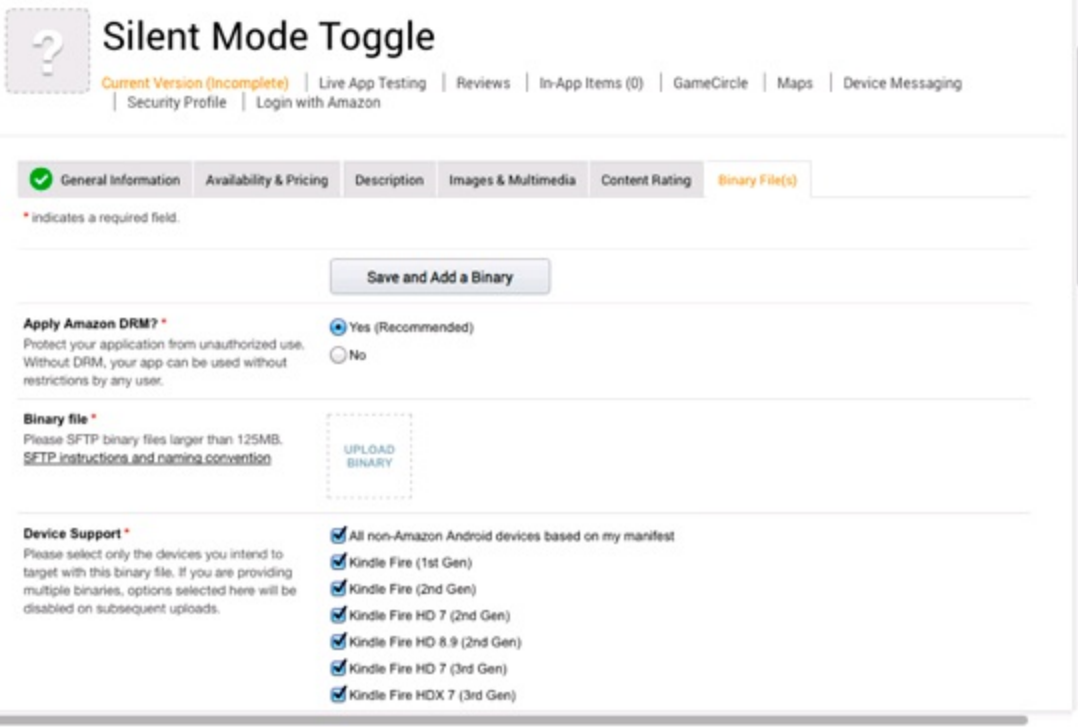 ?
Silent Mode Toggle
Current Version (Incomplete) | Live App Testing | Reviews | In-App Items (0) | GameCircle | Maps | Device Messaging
| Security Profile | Login with Amazon
General Information Availability & Pricing Description Images & Multimedia Content Rating Binary File(s)
* indicates a required field.
Save and Add a Binary
Apply Amazon DRM? *
Yes (Recommended)
Protect your application from unauthorized use.
Without DRM, your app can be used without
restrictions by any user.
No
Binary file *
Please SFTP binary files larger than 125MB.
SFTP instructions and naming convention
UPLOAD
BINARY
Device Support *
Please select only the devices you intend to
target with this binary file. If you are providing
multiple binaries, options selected here will be
disabled on subsequent uploads.
All non-Amazon Android devices based on my manifest
Kindle Fire (1st Gen)
Kindle Fire (2nd Gen)
Kindle Fire HD 7 (2nd Gen)
Kindle Fire HD 8.9 (2nd Gen)
Kindle Fire HD 7 (3rd Gen)
Kindle Fire HDX 7 (3rd Gen)